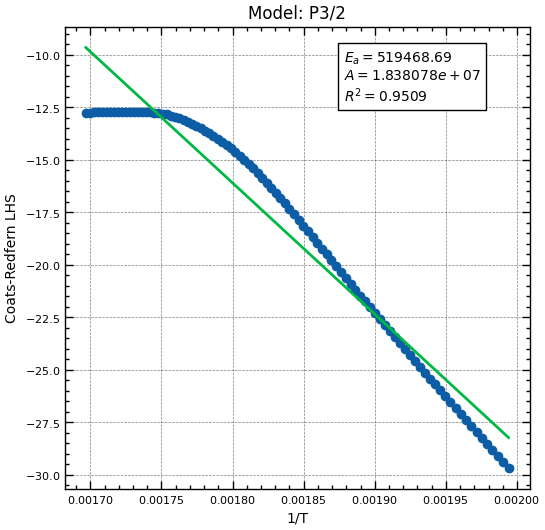 Model: P3/2
E_a = 519468.69
A = 1.838078e + 07
R^2 = 0.9509
Coats-Redfern LHS
−10.0
−12.5
−15.0
−17.5
−20.0
−22.5
−25.0
−27.5
−30.0
0.00170 0.00175 0.00180 0.00185 0.00190 0.00195 0.00200
1/T